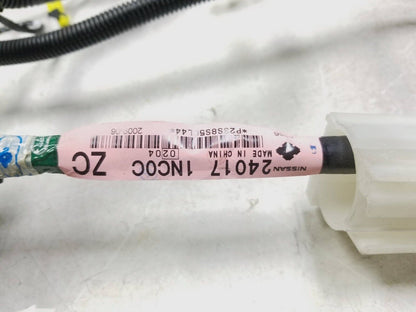 NISSAN
24017 1NC0C
ZC
MADE IN CHINA
0204